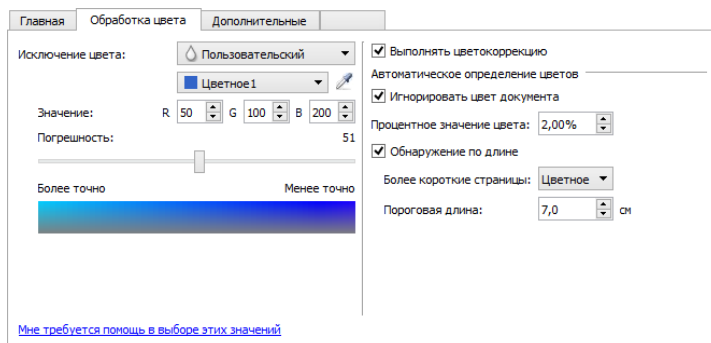 Главная Обработка цвета Дополнительные
Исключение цвета: Пользовательский
Цветное1
Значение: R 50 G 100 B 200
Погрешность: 51
Более точно Менее точно
Мне требуется помощь в выборе этих значений
Выполнять цветокоррекцию
Автоматическое определение цветов
Игнорировать цвет документа
Процентное значение цвета: 2,00%
Обнаружение по длине
Более короткие страницы: Цветное
Пороговая длина: 7,0 см